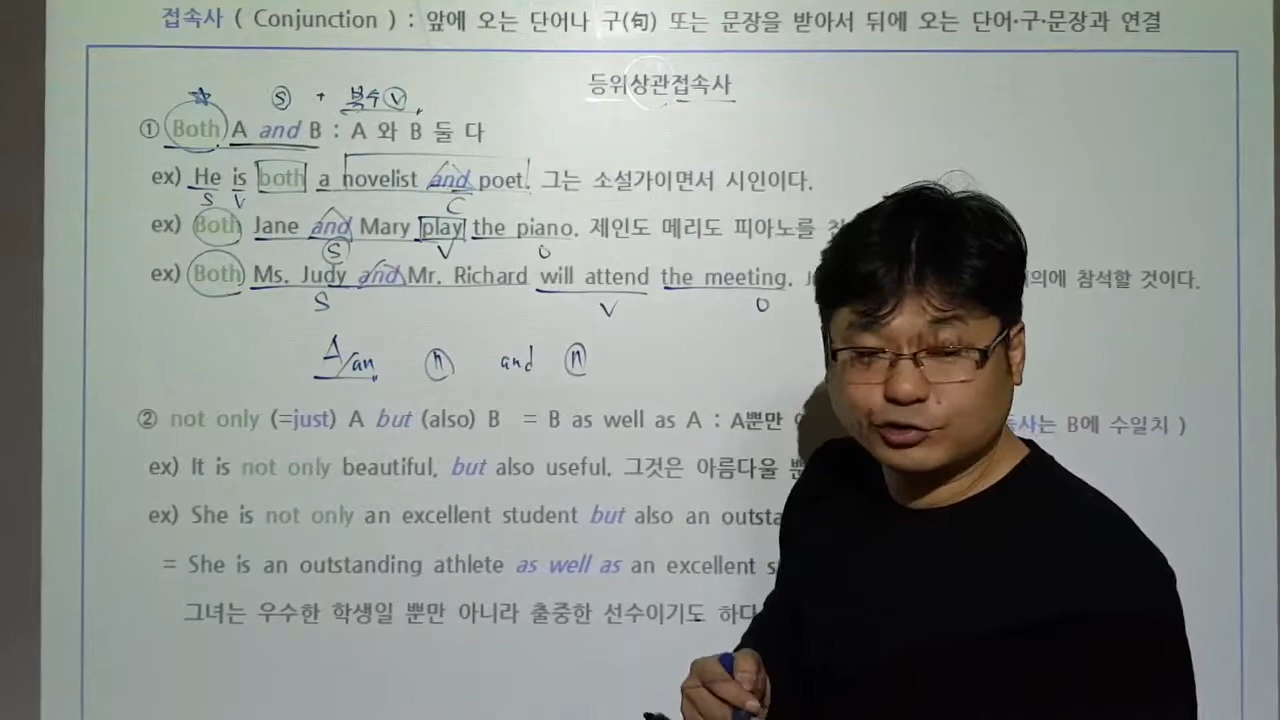 접속사 ( Conjunction ) : 앞에 오는 단어나 구(句) 또는 문장을 받아서 뒤에 오는 단어·구·문장과 연결
등위상관접속사
☆ S + 복수 V
① Both A and B : A 와 B 둘 다
ex) He is both a novelist and poet. 그는 소설가이면서 시인이다.
S V C
ex) Both Jane and Mary play the piano. 제인도 메리도 피아노를
S V O
ex) Both Ms. Judy and Mr. Richard will attend the meeting. 회의에 참석할 것이다.
S V O
A/an n and n
② not only (=just) A but (also) B = B as well as A : A뿐만 동사는 B에 수일치 )
ex) It is not only beautiful, but also useful. 그것은 아름다울 뿐
ex) She is not only an excellent student but also an
= She is an outstanding athlete as well as an excellent
그녀는 우수한 학생일 뿐만 아니라 출중한 선수이기도 하다